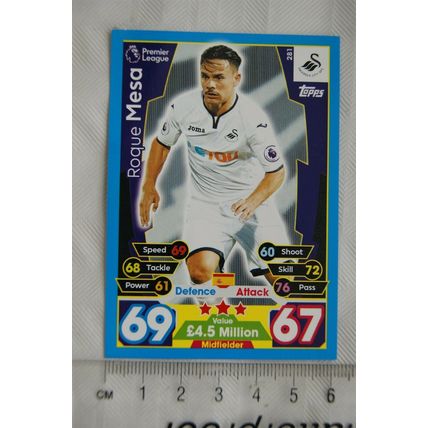 Premier
League
Roque Mesa
281
topps
Joma
Speed 69
60 Shoot
68 Tackle
Skill 72
Power 61
76 Pass
Defence Attack
69
Value
£4.5 Million
67
Midfielder
CM 1 2 3 4 5 6